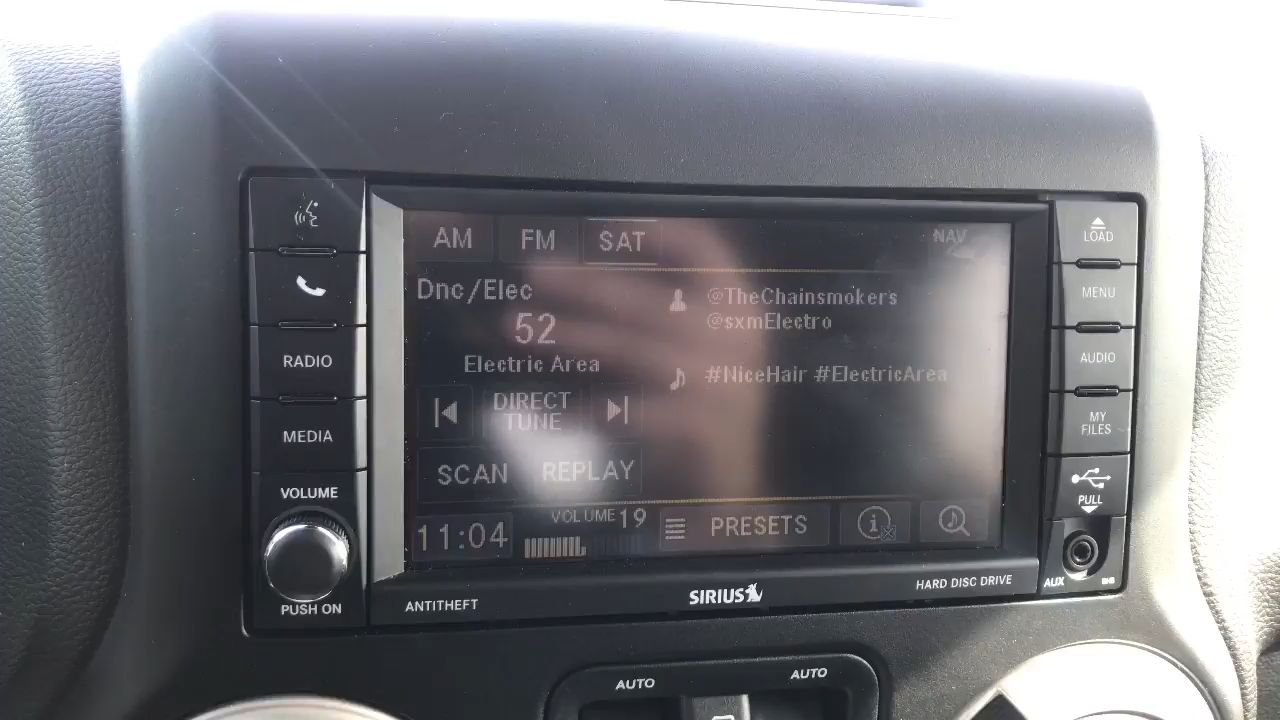 AM FM SAT NAV
Dnc/Elec
52
Electric Area
@TheChainsmokers
@sxmElectro
#NiceHair #ElectricArea
DIRECT
TUNE
SCAN REPLAY
11:04
VOLUME 19
PRESETS
RADIO
MEDIA
VOLUME
PUSH ON
LOAD
MENU
AUDIO
MY
FILES
PULL
AUX
ANTITHEFT
SIRIUS
HARD DISC DRIVE
AUTO
AUTO